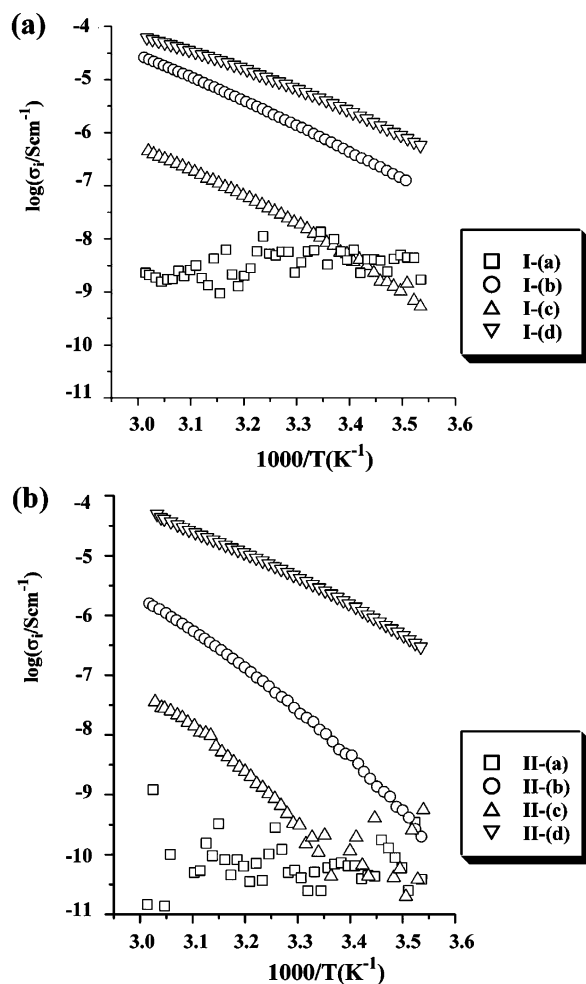 (a)
-4
-5
-6
-7
-8
-9
-10
-11
log(σi/Scm⁻¹)
3.0 3.1 3.2 3.3 3.4 3.5 3.6
1000/T(K⁻¹)
I-(a)
I-(b)
I-(c)
I-(d)
(b)
-4
-5
-6
-7
-8
-9
-10
-11
log(σi/Scm⁻¹)
3.0 3.1 3.2 3.3 3.4 3.5 3.6
1000/T(K⁻¹)
II-(a)
II-(b)
II-(c)
II-(d)